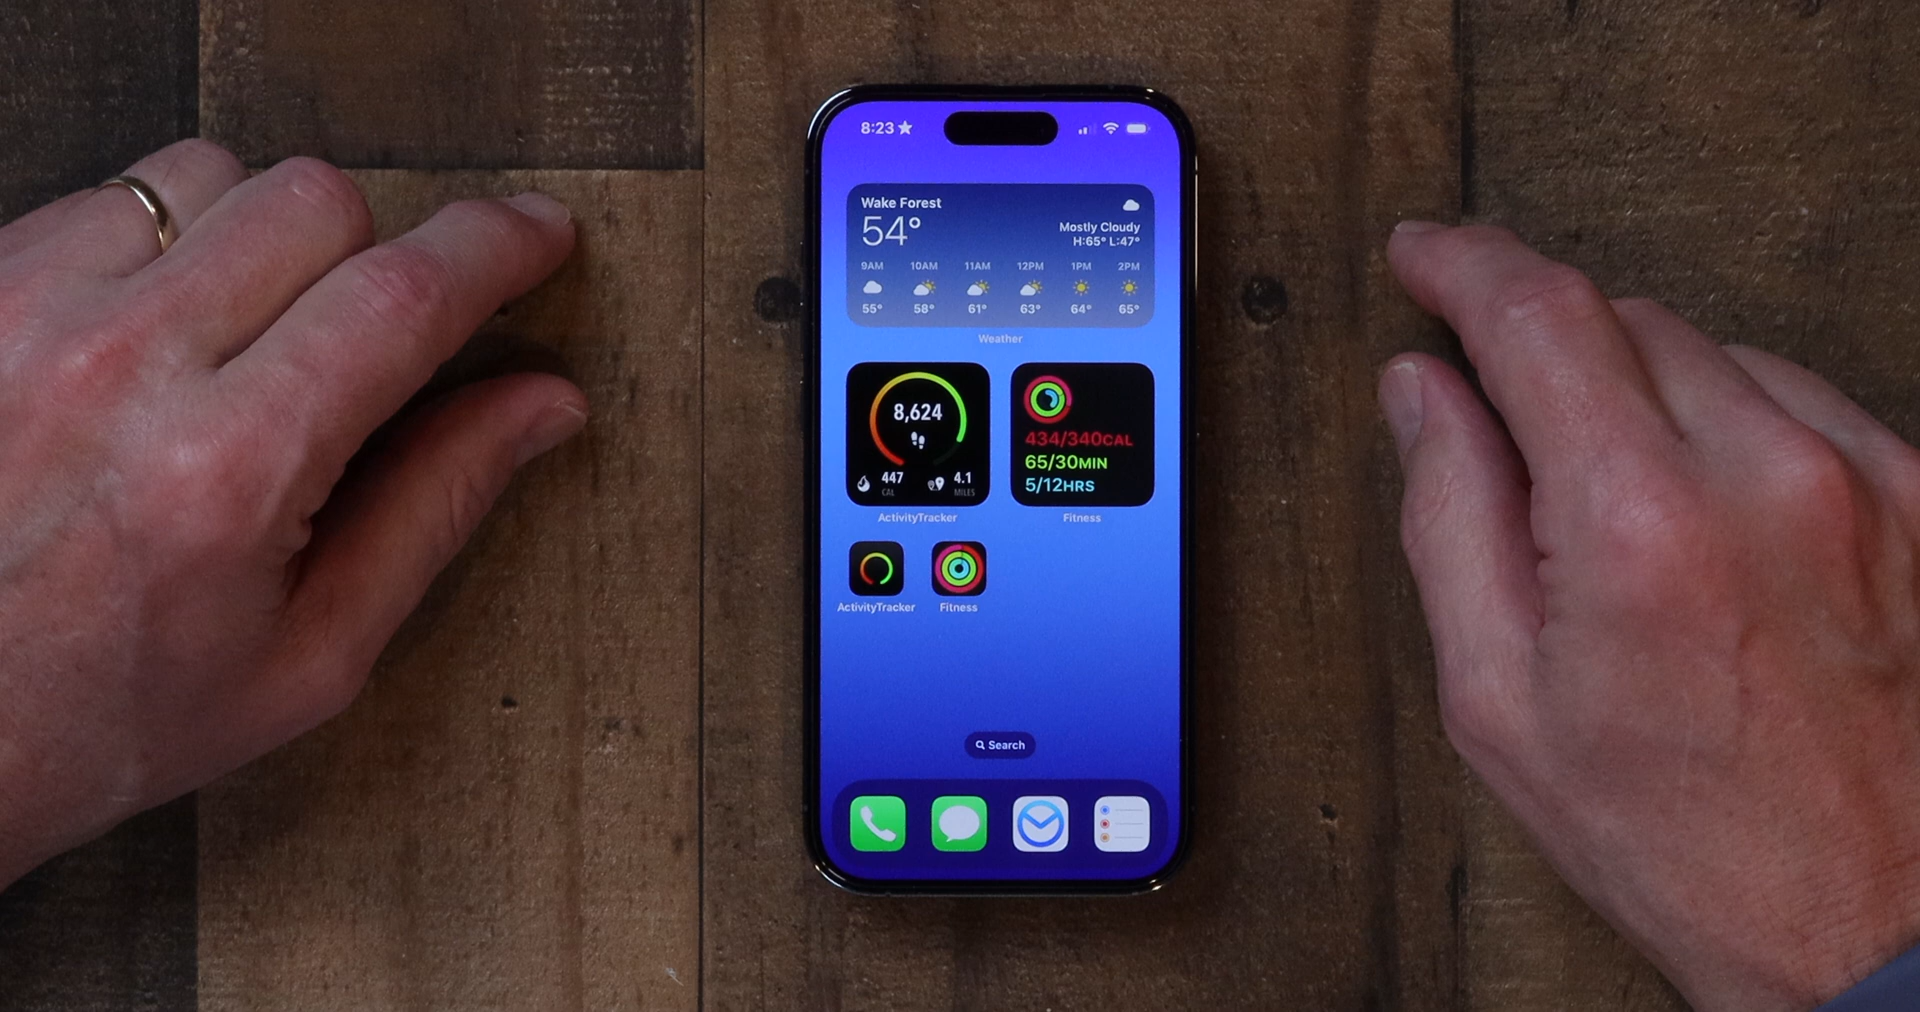 8:23
Wake Forest
54°
Mostly Cloudy
H:65° L:47°
9AM 10AM 11AM 12PM 1PM 2PM
55° 58° 61° 63° 64° 65°
Weather
8,624
447 4.1
CAL MILES
ActivityTracker
434/340CAL
65/30MIN
5/12HRS
Fitness
ActivityTracker Fitness
Search